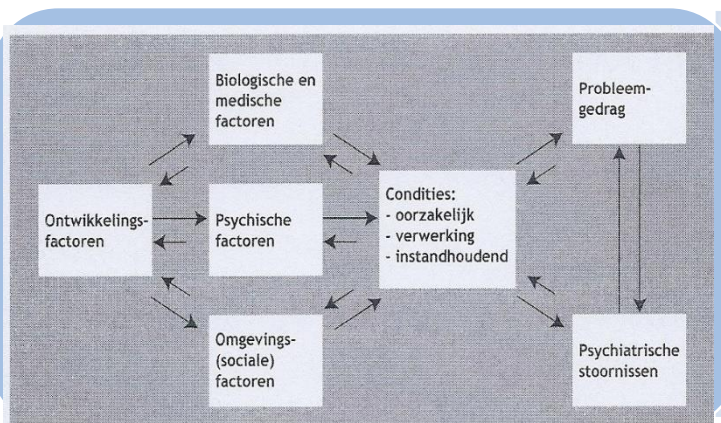 Biologische en
medische
factoren
Probleem-
gedrag
Ontwikkelings-
factoren
Psychische
factoren
Condities:
- oorzakelijk
- verwerking
- instandhoudend
Omgevings-
(sociale)
factoren
Psychiatrische
stoornissen